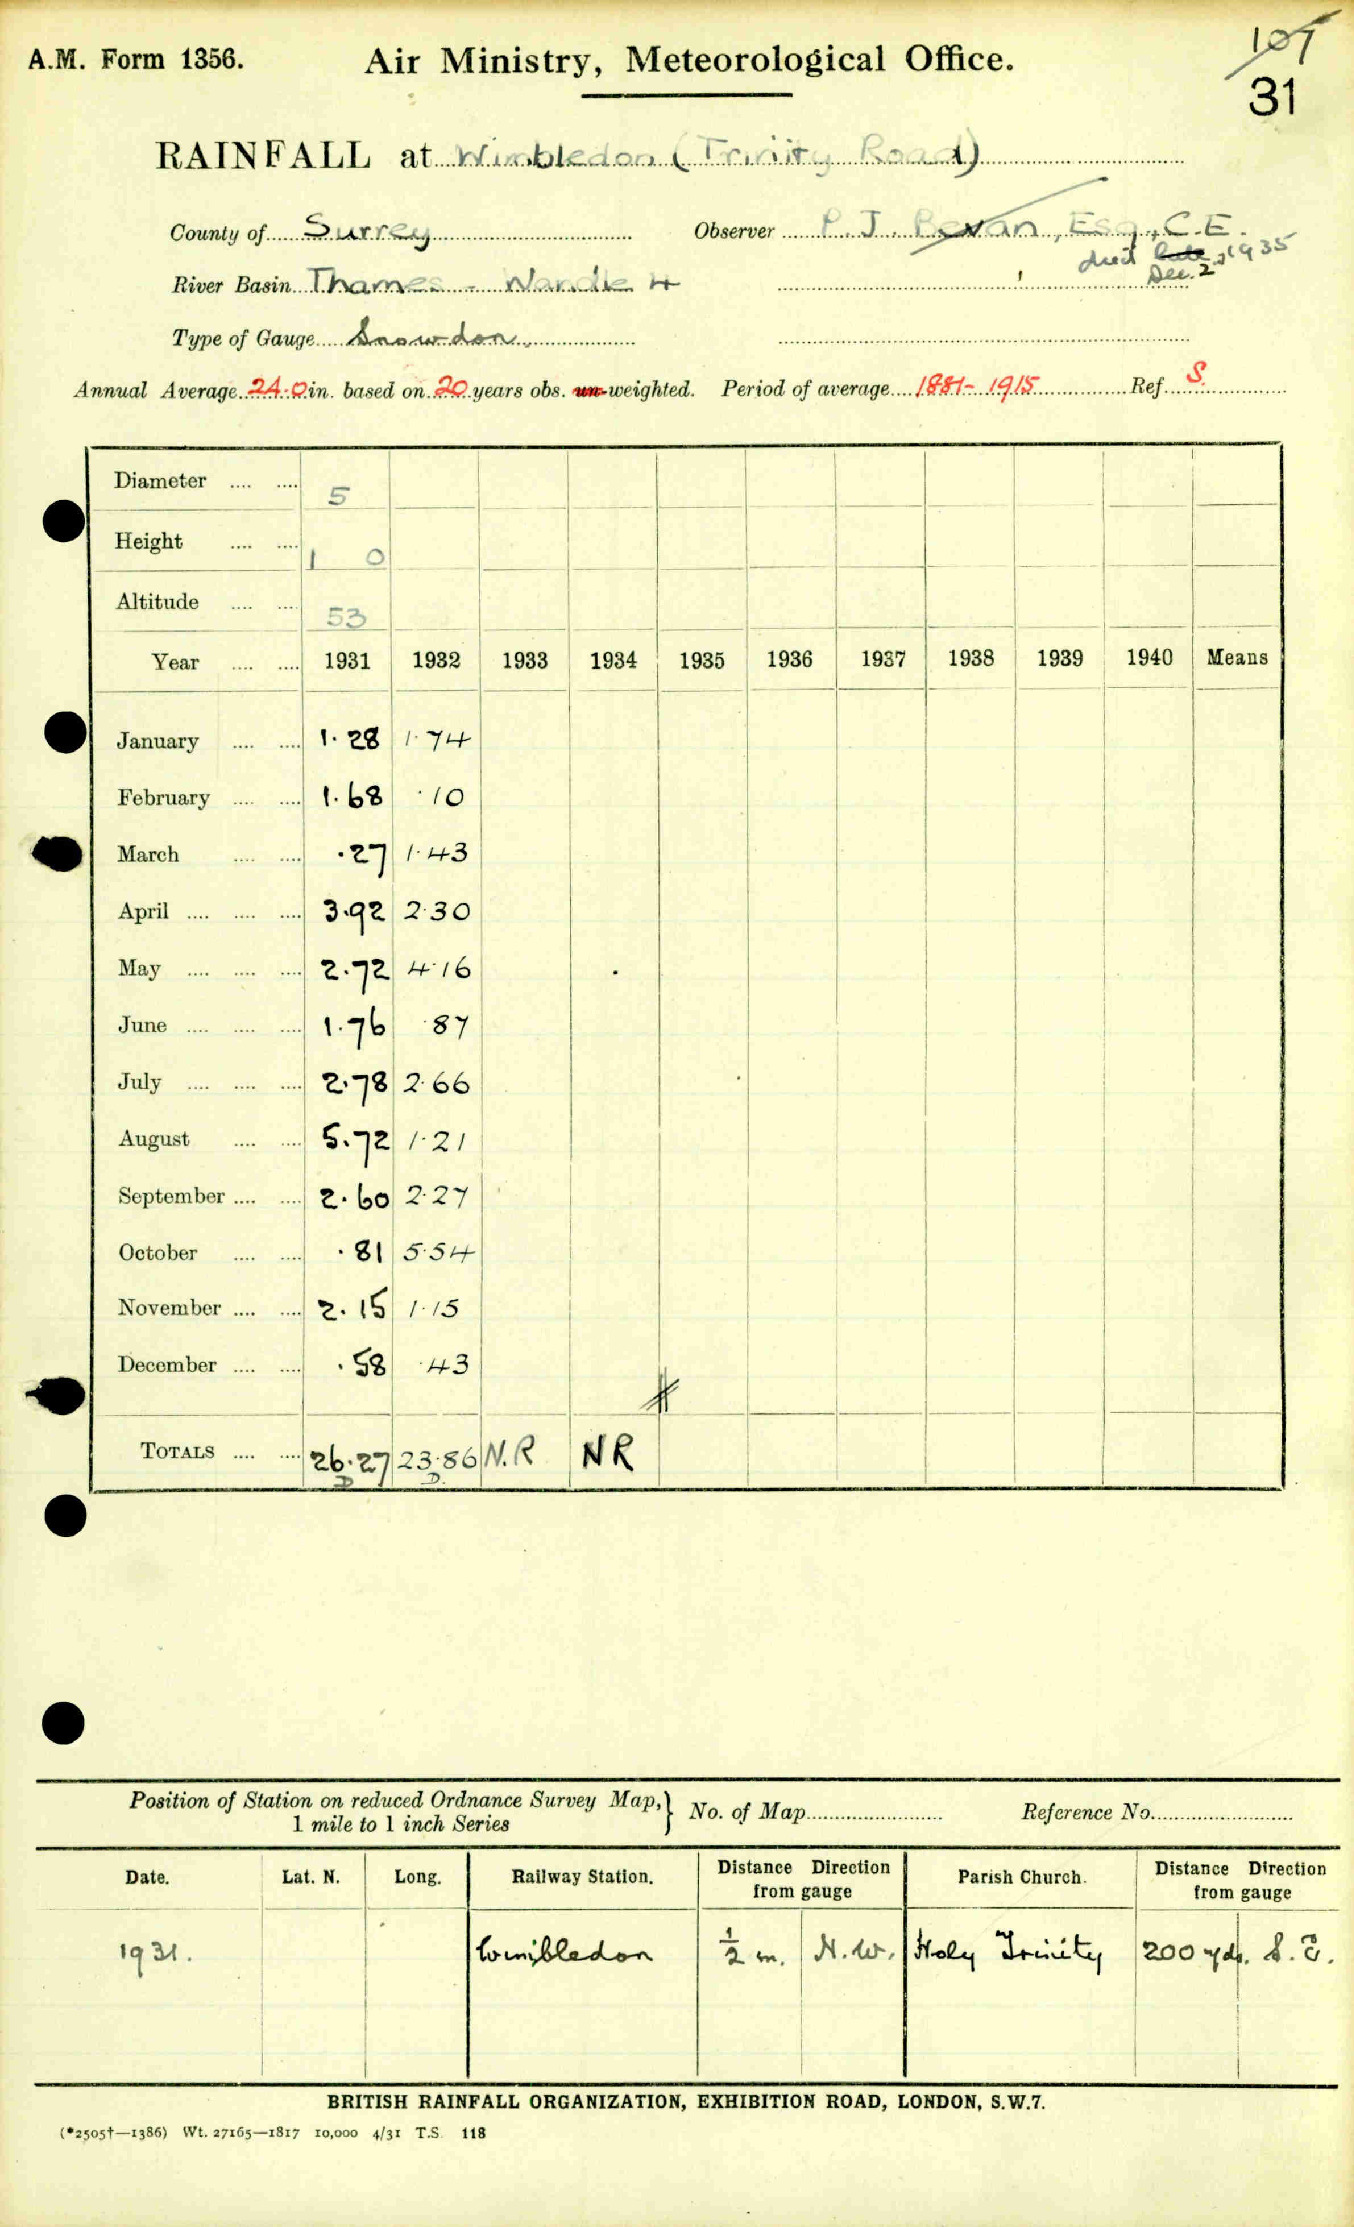 A.M. Form 1356. Air Ministry, Meteorological Office. 107
31
RAINFALL at Wimbledon (Trinity Road)
County of Surrey Observer P. J. Bevan, Esq., C.E.
died late Dec. 2, 1935
River Basin Thames - Wandle 4
Type of Gauge Snowdon.
Annual Average 24.0 in. based on 20 years obs. un-weighted. Period of average 1881-1915 Ref. S.
Diameter .... .... 5
Height .... .... 1 0
Altitude .... .... 53
Year .... .... 1931 1932 1933 1934 1935 1936 1937 1938 1939 1940 Means
January .... .... 1.28 1.74
February .... .... 1.68 .10
March .... .... .27 1.43
April .... .... .... 3.92 2.30
May .... .... .... 2.72 4.16
June .... .... .... 1.76 .87
July .... .... .... 2.78 2.66
August .... .... 5.72 1.21
September .... .... 2.60 2.27
October .... .... .81 5.54
November .... .... 2.15 1.15
December .... .... .58 .43
TOTALS .... .... 26.27 23.86 N.R NR
D D.
Position of Station on reduced Ordnance Survey Map, } No. of Map Reference No.
1 mile to 1 inch Series
Date. Lat. N. Long. Railway Station. Distance Direction from gauge Parish Church. Distance Direction from gauge
1931. Wimbledon ½ m. N.W. Holy Trinity 200 yds. S.E.
BRITISH RAINFALL ORGANIZATION, EXHIBITION ROAD, LONDON, S.W.7.
(*2505†—1386) Wt. 27165—1817 10,000 4/31 T.S. 118